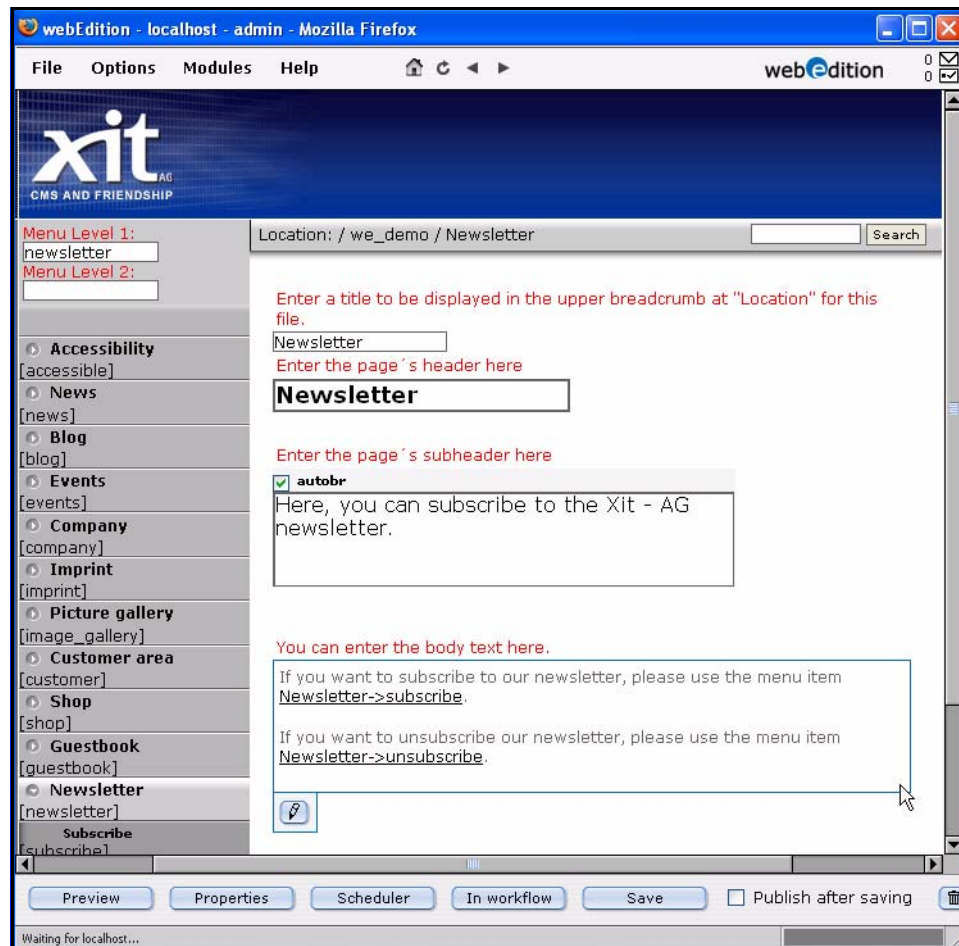 webEdition - localhost - admin - Mozilla Firefox
File Options Modules Help
webedition
0
0
xit
AG
CMS AND FRIENDSHIP
Menu Level 1:
newsletter
Menu Level 2:
Location: / we_demo / Newsletter
Search
Enter a title to be displayed in the upper breadcrumb at "Location" for this
file.
Newsletter
Enter the page´s header here
Newsletter
Enter the page´s subheader here
autobr
Here, you can subscribe to the Xit - AG
newsletter.
You can enter the body text here.
If you want to subscribe to our newsletter, please use the menu item
Newsletter->subscribe.
If you want to unsubscribe our newsletter, please use the menu item
Newsletter->unsubscribe.
Accessibility
[accessible]
News
[news]
Blog
[blog]
Events
[events]
Company
[company]
Imprint
[imprint]
Picture gallery
[image_gallery]
Customer area
[customer]
Shop
[shop]
Guestbook
[guestbook]
Newsletter
[newsletter]
Subscribe
[subscribe]
Preview Properties Scheduler In workflow Save Publish after saving
Waiting for localhost...